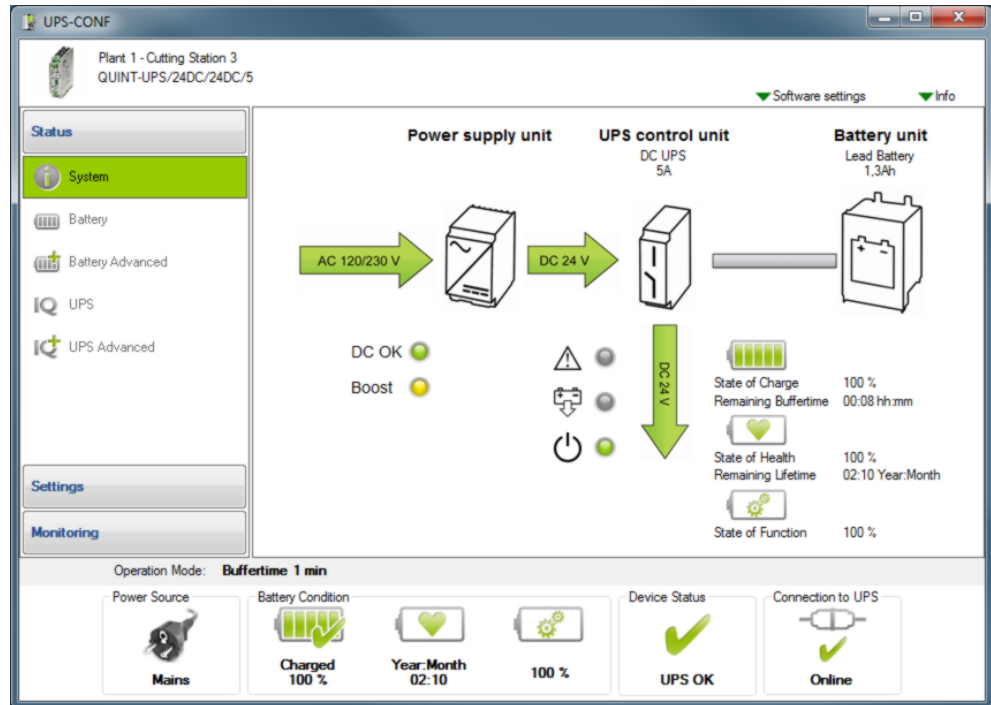 UPS-CONF
Plant 1 - Cutting Station 3
QUINT-UPS/24DC/24DC/5
Software settings
Info
Status
System
Battery
Battery Advanced
IQ UPS
IQ UPS Advanced
Settings
Monitoring
Power supply unit
UPS control unit
DC UPS
5A
Battery unit
Lead Battery
1,3Ah
AC 120/230 V
DC 24 V
DC OK
Boost
DC 24 V
State of Charge 100 %
Remaining Buffertime 00:08 hh:mm
State of Health 100 %
Remaining Lifetime 02:10 Year:Month
State of Function 100 %
Operation Mode: Buffertime 1 min
Power Source
Mains
Battery Condition
Charged
100 %
Year:Month
02:10
100 %
Device Status
UPS OK
Connection to UPS
Online